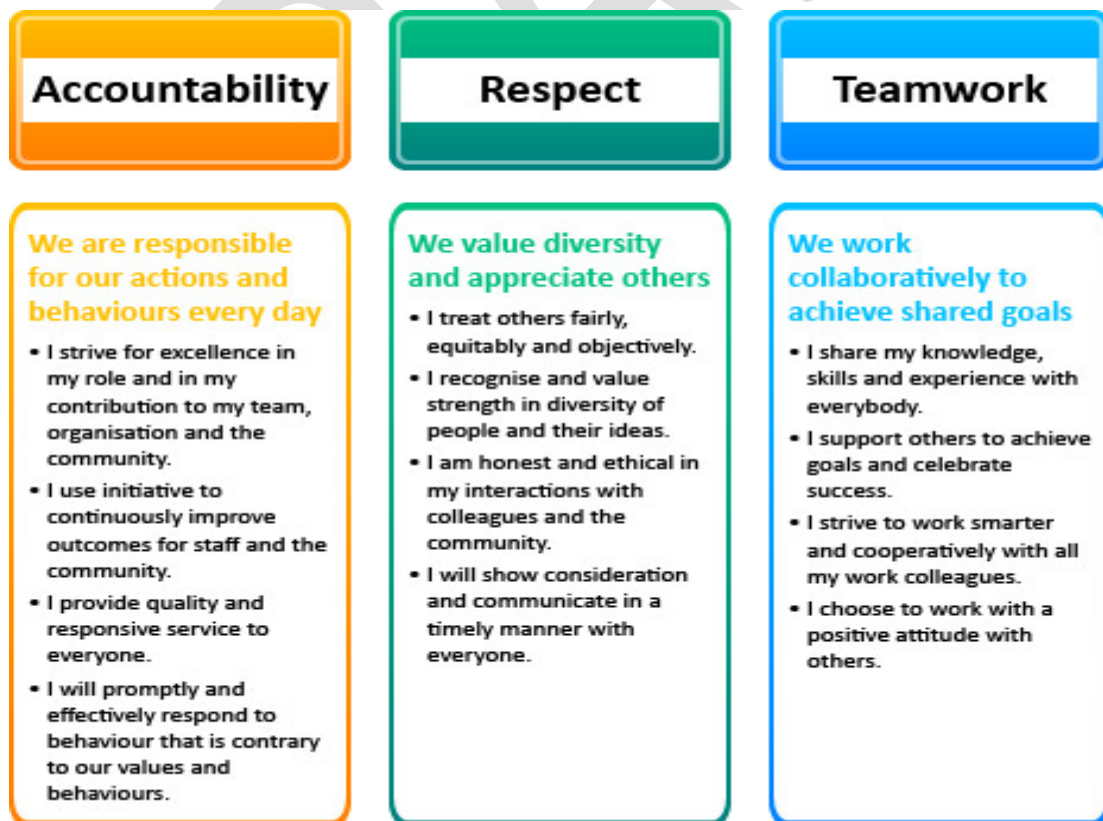 Accountability
We are responsible
for our actions and
behaviours every day
• I strive for excellence in
my role and in my
contribution to my team,
organisation and the
community.
• I use initiative to
continuously improve
outcomes for staff and the
community.
• I provide quality and
responsive service to
everyone.
• I will promptly and
effectively respond to
behaviour that is contrary
to our values and
behaviours.
Respect
We value diversity
and appreciate others
• I treat others fairly,
equitably and objectively.
• I recognise and value
strength in diversity of
people and their ideas.
• I am honest and ethical in
my interactions with
colleagues and the
community.
• I will show consideration
and communicate in a
timely manner with
everyone.
Teamwork
We work
collaboratively to
achieve shared goals
• I share my knowledge,
skills and experience with
everybody.
• I support others to achieve
goals and celebrate
success.
• I strive to work smarter
and cooperatively with all
my work colleagues.
• I choose to work with a
positive attitude with
others.